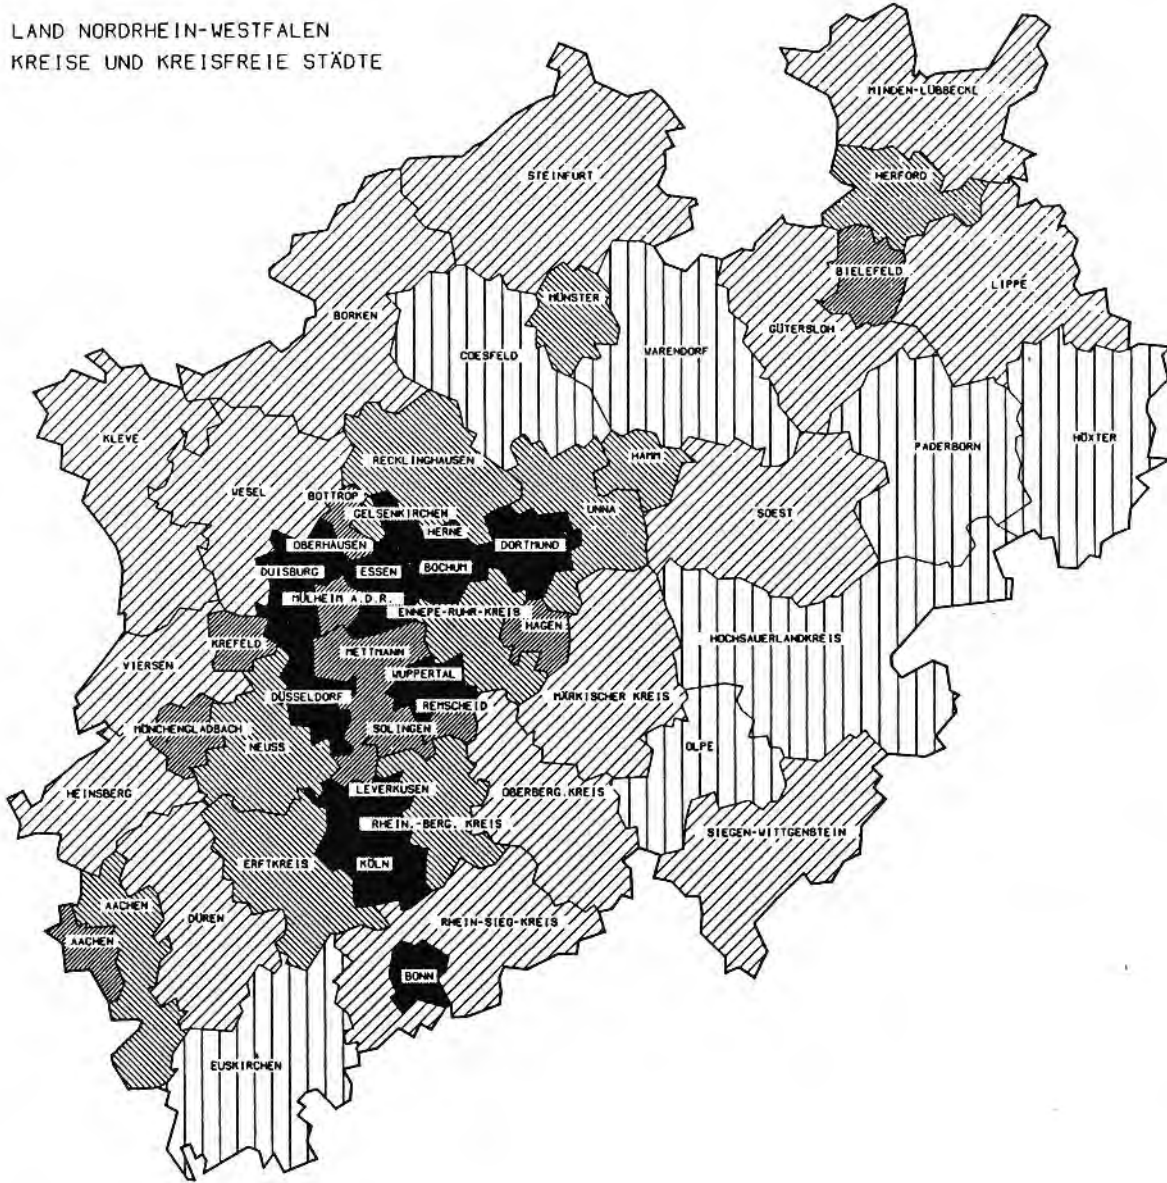 LAND NORDRHEIN-WESTFALEN
KREISE UND KREISFREIE STÄDTE
MINDEN-LÜBBECKE
STEINFURT
HERFORD
BIELEFELD
LIPPE
MÜNSTER
BORKEN
GÜTERSLOH
COESFELD
WARENDORF
KLEVE
PADERBORN
HÖXTER
RECKLINGHAUSEN
HAMM
WESEL
BOTTROP
GELSENKIRCHEN
UNNA
SOEST
HERNE
OBERHAUSEN
DORTMUND
DUISBURG
ESSEN
BOCHUM
MÜLHEIM A.D.R.
ENNEPE-RUHR-KREIS
HAGEN
HOCHSAUERLANDKREIS
KREFELD
METTMANN
VIERSEN
WUPPERTAL
DÜSSELDORF
MÄRKISCHER KREIS
REMSCHEID
MÖNCHENGLADBACH
SOLINGEN
NEUSS
OLPE
HEINSBERG
LEVERKUSEN
OBERBERG.KREIS
RHEIN.-BERG. KREIS
SIEGEN-WITTGENSTEIN
ERFTKREIS
KÖLN
AACHEN
DÜREN
RHEIN-SIEG-KREIS
AACHEN
BONN
EUSKIRCHEN